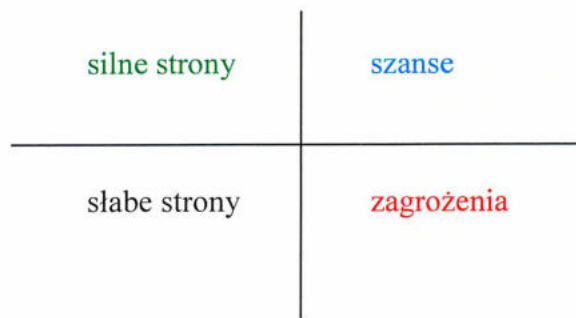 silne strony
szanse
słabe strony
zagrożenia